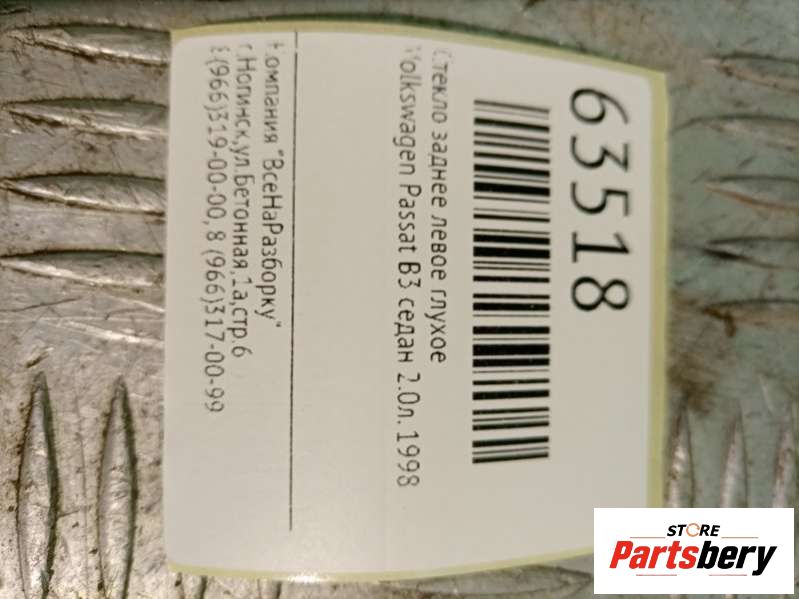 63518
Стекло заднее левое глухое
Volkswagen Passat B3 седан 2.0л. 1998
Компания "ВсеНаРазборку"
г.Ногинск,ул.Бетонная,1а,стр.6
8(966)319-00-00, 8 (966)317-00-99
STORE
Partsbery